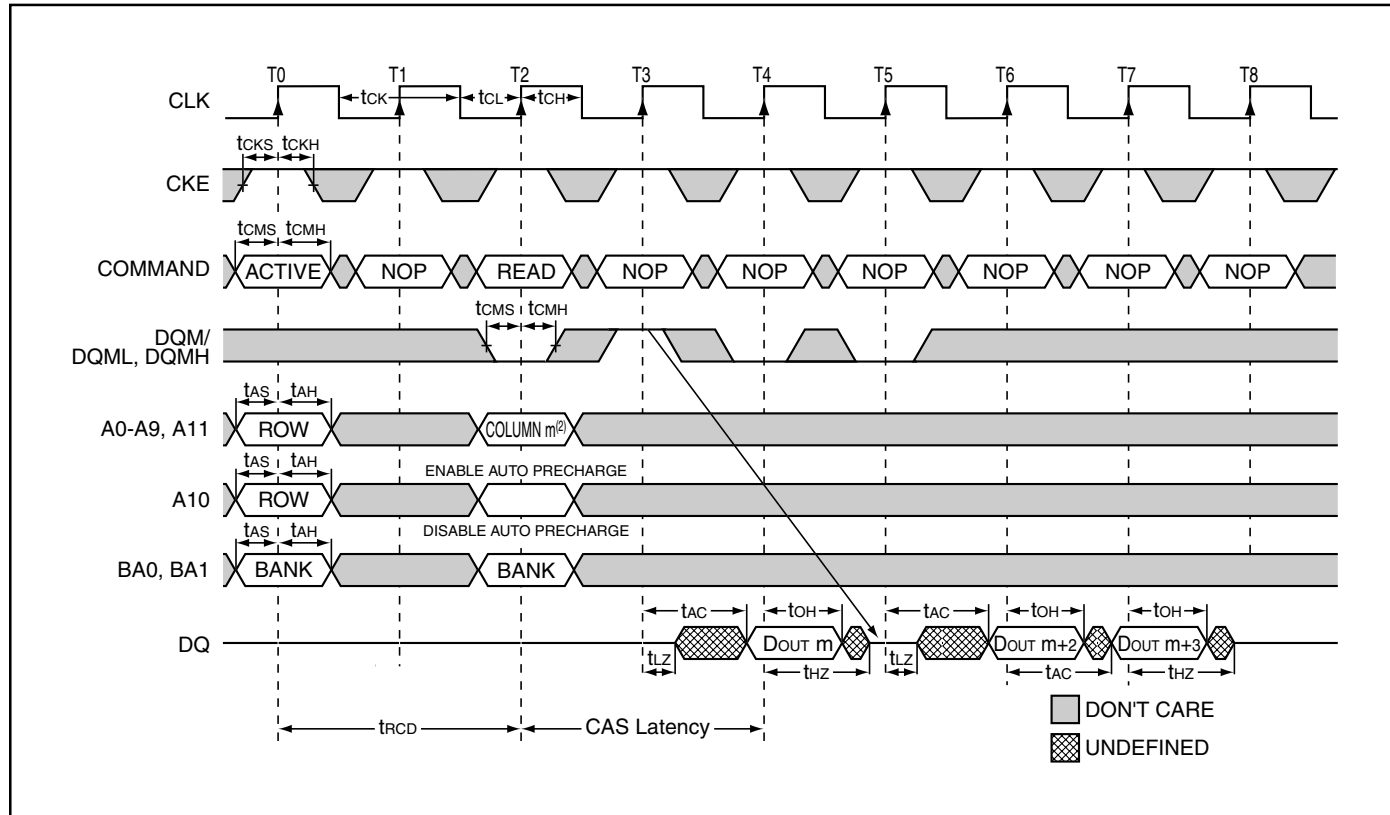 T0 T1 T2 T3 T4 T5 T6 T7 T8
CLK tCK tCL tCH
tCKS tCKH
CKE
tCMS tCMH
COMMAND ACTIVE NOP READ NOP NOP NOP NOP NOP NOP
tCMS tCMH
DQM/
DQML, DQMH
tAS tAH
A0-A9, A11 ROW COLUMN m(2)
tAS tAH ENABLE AUTO PRECHARGE
A10 ROW
tAS tAH DISABLE AUTO PRECHARGE
BA0, BA1 BANK BANK
tAC tOH tAC tOH tOH
DQ DOUT m DOUT m+2 DOUT m+3
tLZ tHZ tLZ tAC tHZ
DON'T CARE
tRCD CAS Latency
UNDEFINED